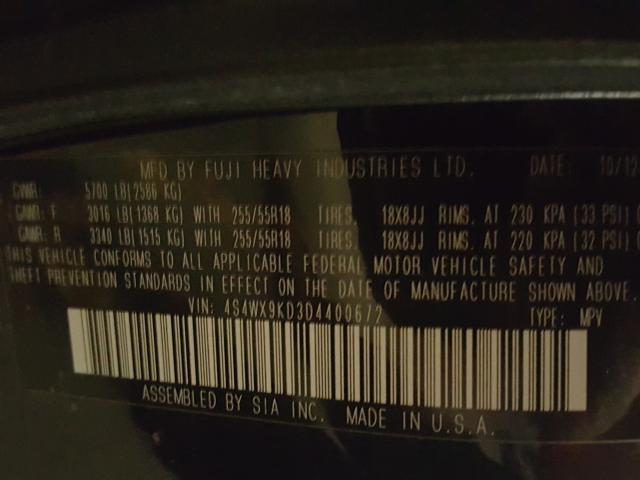 MFD BY FUJI HEAVY INDUSTRIES LTD. DATE: 10/12
GVWR: 5700 LB(2586 KG)
GAWR: F 3016 LB(1368 KG) WITH 255/55R18 TIRES, 18X8JJ RIMS, AT 230 KPA (33 PSI)
GAWR: R 3340 LB(1515 KG) WITH 255/55R18 TIRES, 18X8JJ RIMS, AT 220 KPA (32 PSI)
THIS VEHICLE CONFORMS TO ALL APPLICABLE FEDERAL MOTOR VEHICLE SAFETY AND
THEFT PREVENTION STANDARDS IN EFFECT ON THE DATE OF MANUFACTURE SHOWN ABOVE.
VIN: 4S4WX9KD3D4400672 TYPE: MPV
ASSEMBLED BY SIA INC. MADE IN U.S.A.